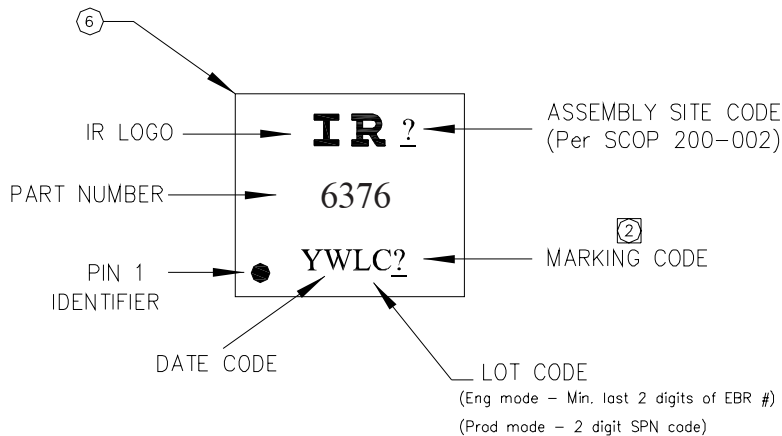 6
IR LOGO
IR ?
ASSEMBLY SITE CODE
(Per SCOP 200-002)
PART NUMBER
6376
2
MARKING CODE
YWLC?
PIN 1
IDENTIFIER
DATE CODE
LOT CODE
(Eng mode - Min. last 2 digits of EBR #)
(Prod mode - 2 digit SPN code)